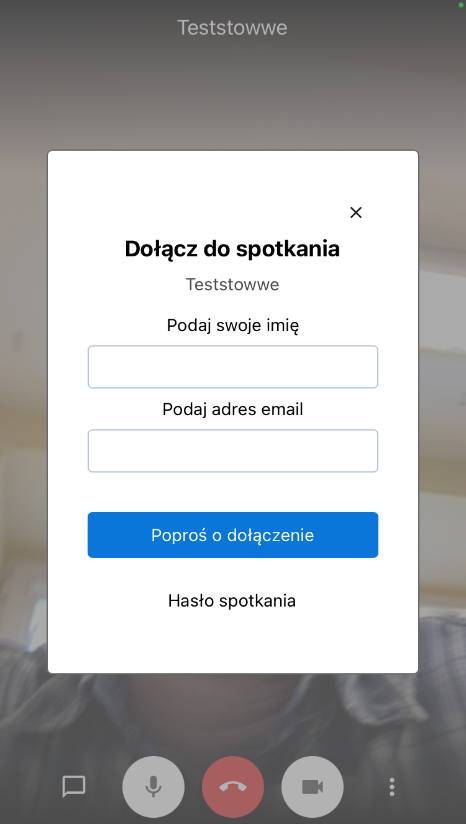 Teststowwe
Dołącz do spotkania
Teststowwe
Podaj swoje imię
Podaj adres email
Poproś o dołączenie
Hasło spotkania